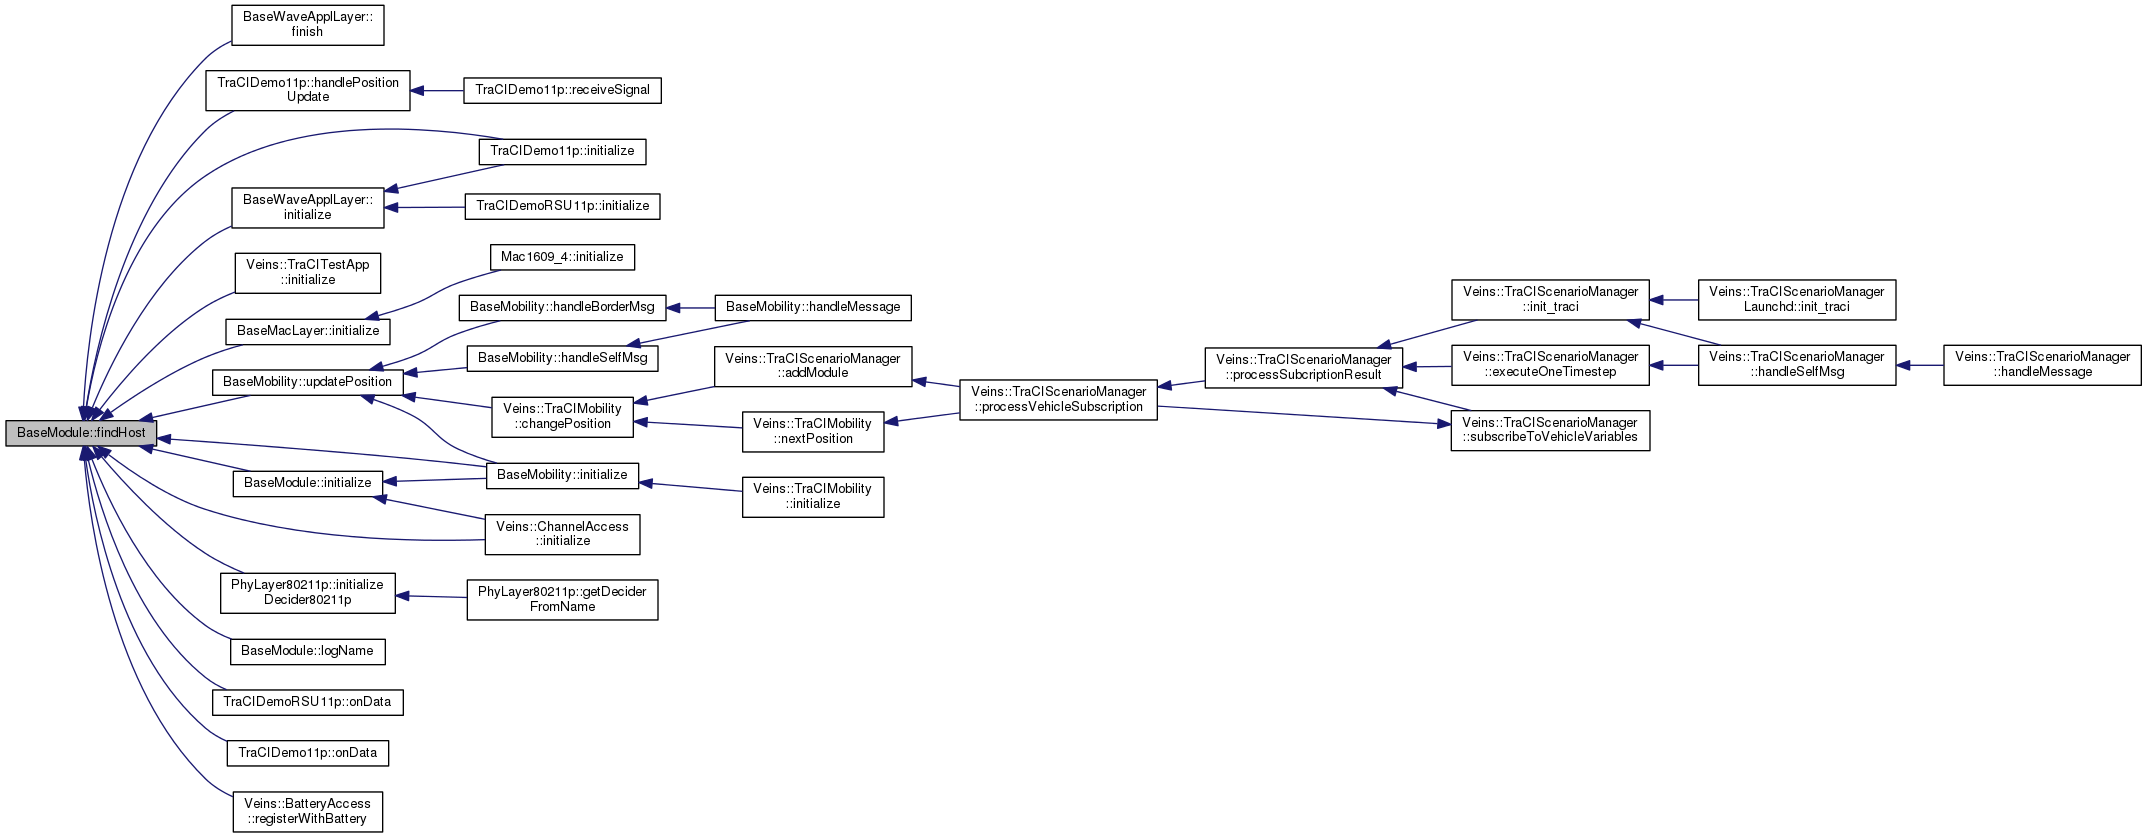 BaseWaveApplLayer::
finish
TraCIDemo11p::handlePosition
Update
TraCIDemo11p::receiveSignal
TraCIDemo11p::initialize
BaseWaveApplLayer::
initialize
TraCIDemoRSU11p::initialize
Mac1609_4::initialize
Veins::TraCITestApp
::initialize
BaseMacLayer::initialize
BaseMobility::handleBorderMsg
BaseMobility::handleMessage
BaseMobility::handleSelfMsg
BaseMobility::updatePosition
Veins::TraCIScenarioManager
::addModule
Veins::TraCIMobility
::changePosition
Veins::TraCIMobility
::nextPosition
Veins::TraCIScenarioManager
::processVehicleSubscription
Veins::TraCIScenarioManager
::processSubcriptionResult
Veins::TraCIScenarioManager
::init_traci
Veins::TraCIScenarioManager
Launchd::init_traci
Veins::TraCIScenarioManager
::executeOneTimestep
Veins::TraCIScenarioManager
::handleSelfMsg
Veins::TraCIScenarioManager
::handleMessage
Veins::TraCIScenarioManager
::subscribeToVehicleVariables
BaseModule::findHost
BaseModule::initialize
BaseMobility::initialize
Veins::TraCIMobility
::initialize
Veins::ChannelAccess
::initialize
PhyLayer80211p::initialize
Decider80211p
PhyLayer80211p::getDecider
FromName
BaseModule::logName
TraCIDemoRSU11p::onData
TraCIDemo11p::onData
Veins::BatteryAccess
::registerWithBattery